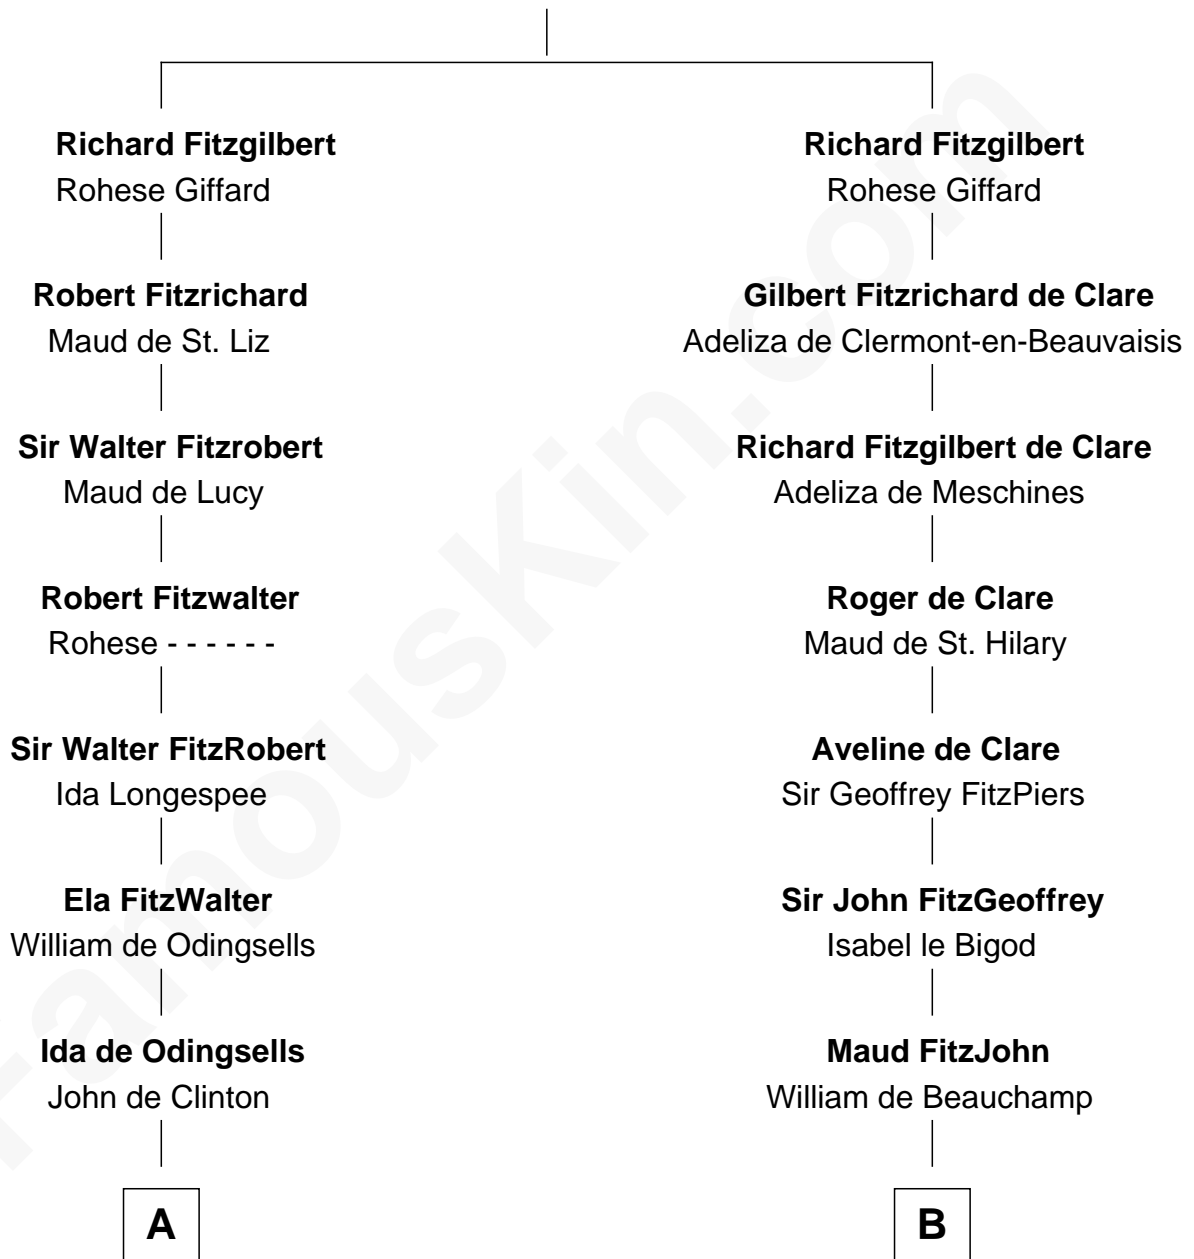 Richard Fitzgilbert
Rohese Giffard
Robert Fitzrichard
Maud de St. Liz
Sir Walter Fitzrobert
Maud de Lucy
Robert Fitzwalter
Rohese - - - - - -
Sir Walter FitzRobert
Ida Longespee
Ela FitzWalter
William de Odingsells
Ida de Odingsells
John de Clinton
A
Richard Fitzgilbert
Rohese Giffard
Gilbert Fitzrichard de Clare
Adeliza de Clermont-en-Beauvaisis
Richard Fitzgilbert de Clare
Adeliza de Meschines
Roger de Clare
Maud de St. Hilary
Aveline de Clare
Sir Geoffrey FitzPiers
Sir John FitzGeoffrey
Isabel le Bigod
Maud FitzJohn
William de Beauchamp
B
FamousKin.com